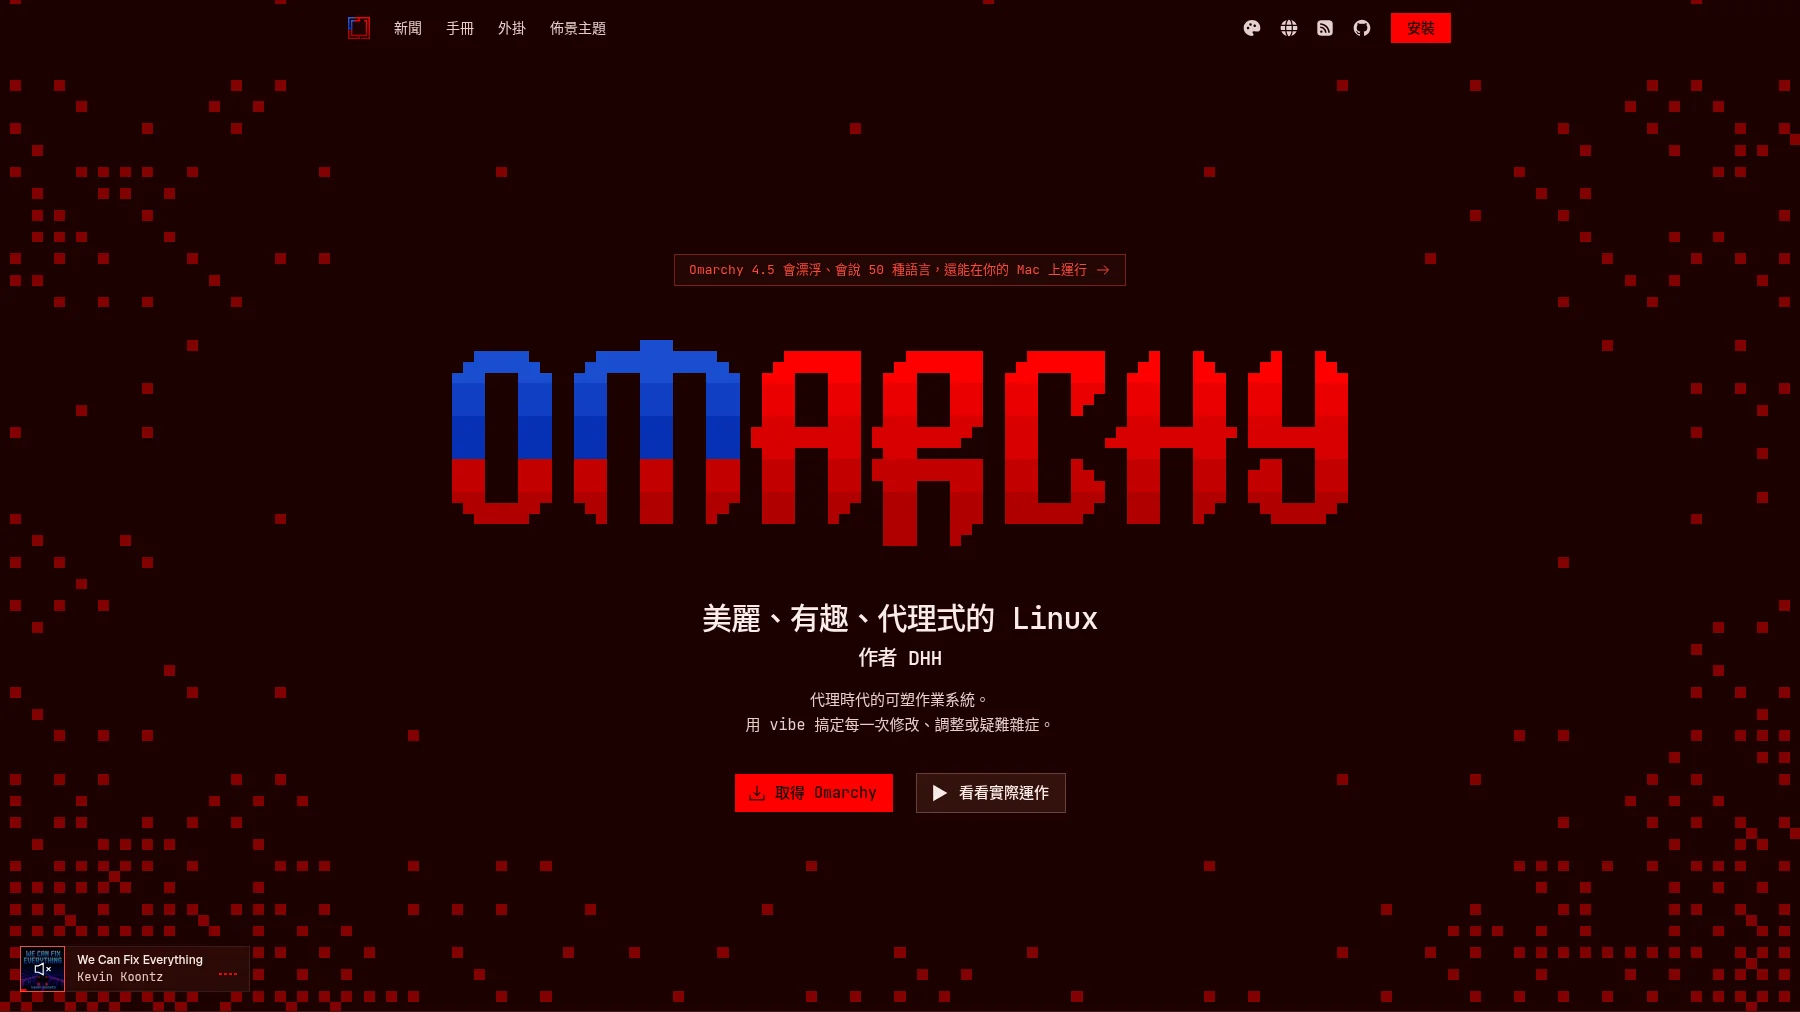 新聞
手冊
外掛
佈景主題
安裝
Omarchy 4.5 會漂浮、會說 50 種語言，還能在你的 Mac 上運行 →
OMARCHY
美麗、有趣、代理式的 Linux
作者 DHH
代理時代的可塑作業系統。
用 vibe 搞定每一次修改、調整或疑難雜症。
取得 Omarchy
看看實際運作
WE CAN FIX
EVERYTHING
We Can Fix Everything
Kevin Koontz